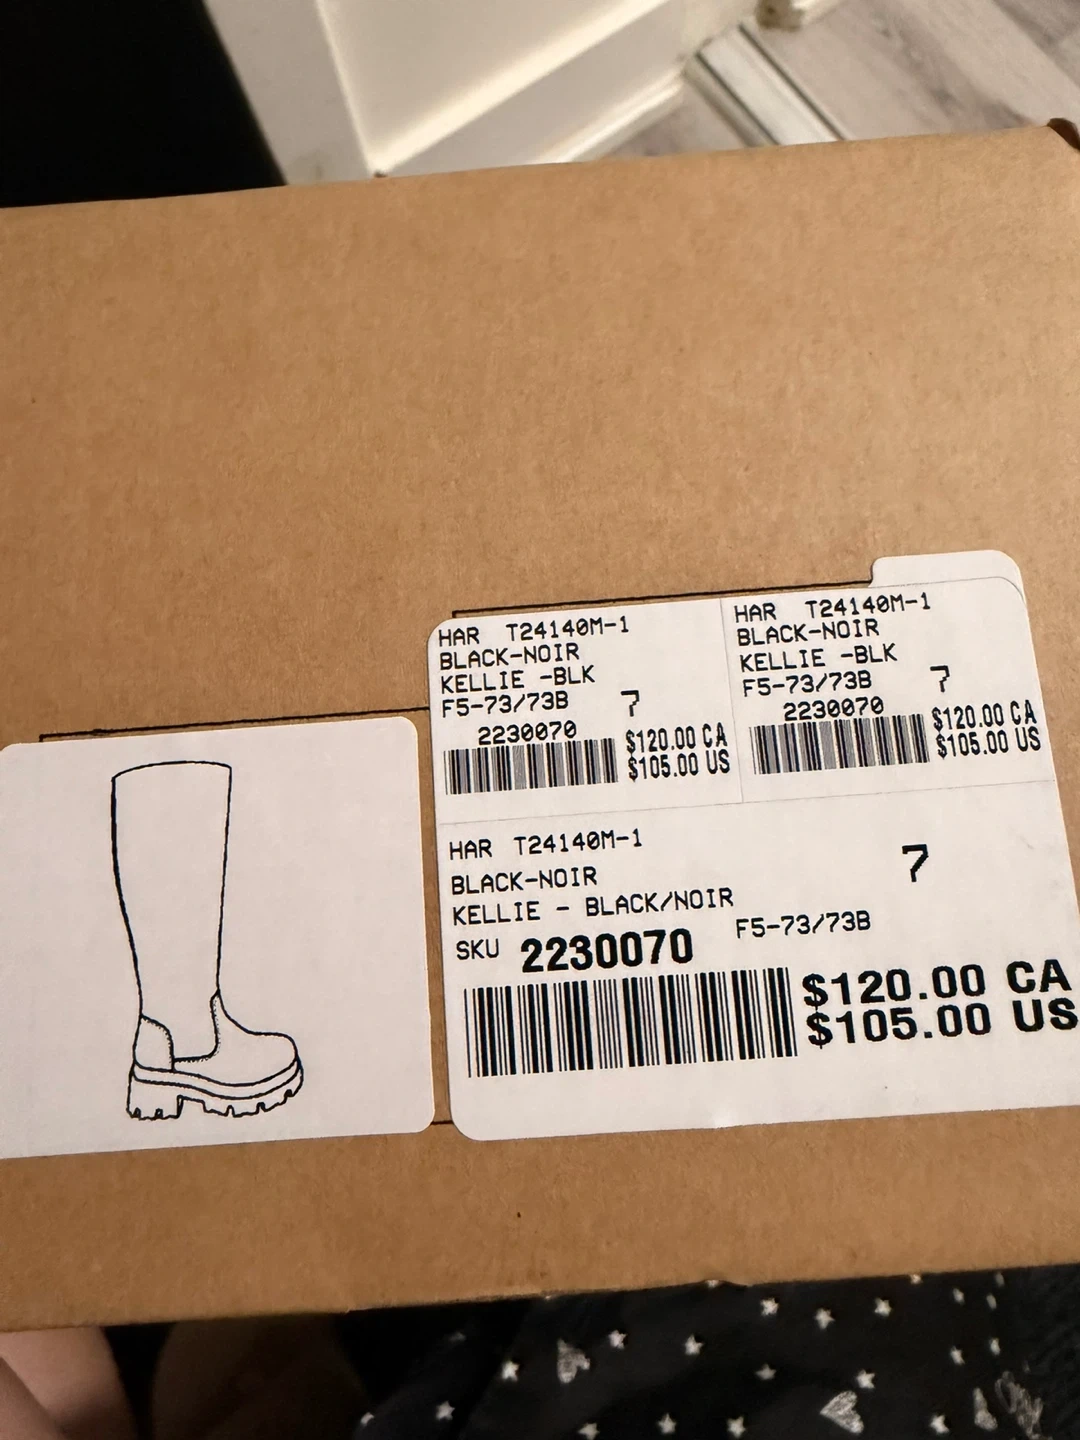 HAR T24140M-1
BLACK-NOIR
KELLIE -BLK
F5-73/73B 7
2230070
$120.00 CA
$105.00 US
HAR T24140M-1
BLACK-NOIR
KELLIE -BLK
F5-73/73B 7
2230070
$120.00 CA
$105.00 US
HAR T24140M-1
7
BLACK-NOIR
KELLIE - BLACK/NOIR
F5-73/73B
SKU 2230070
$120.00 CA
$105.00 US